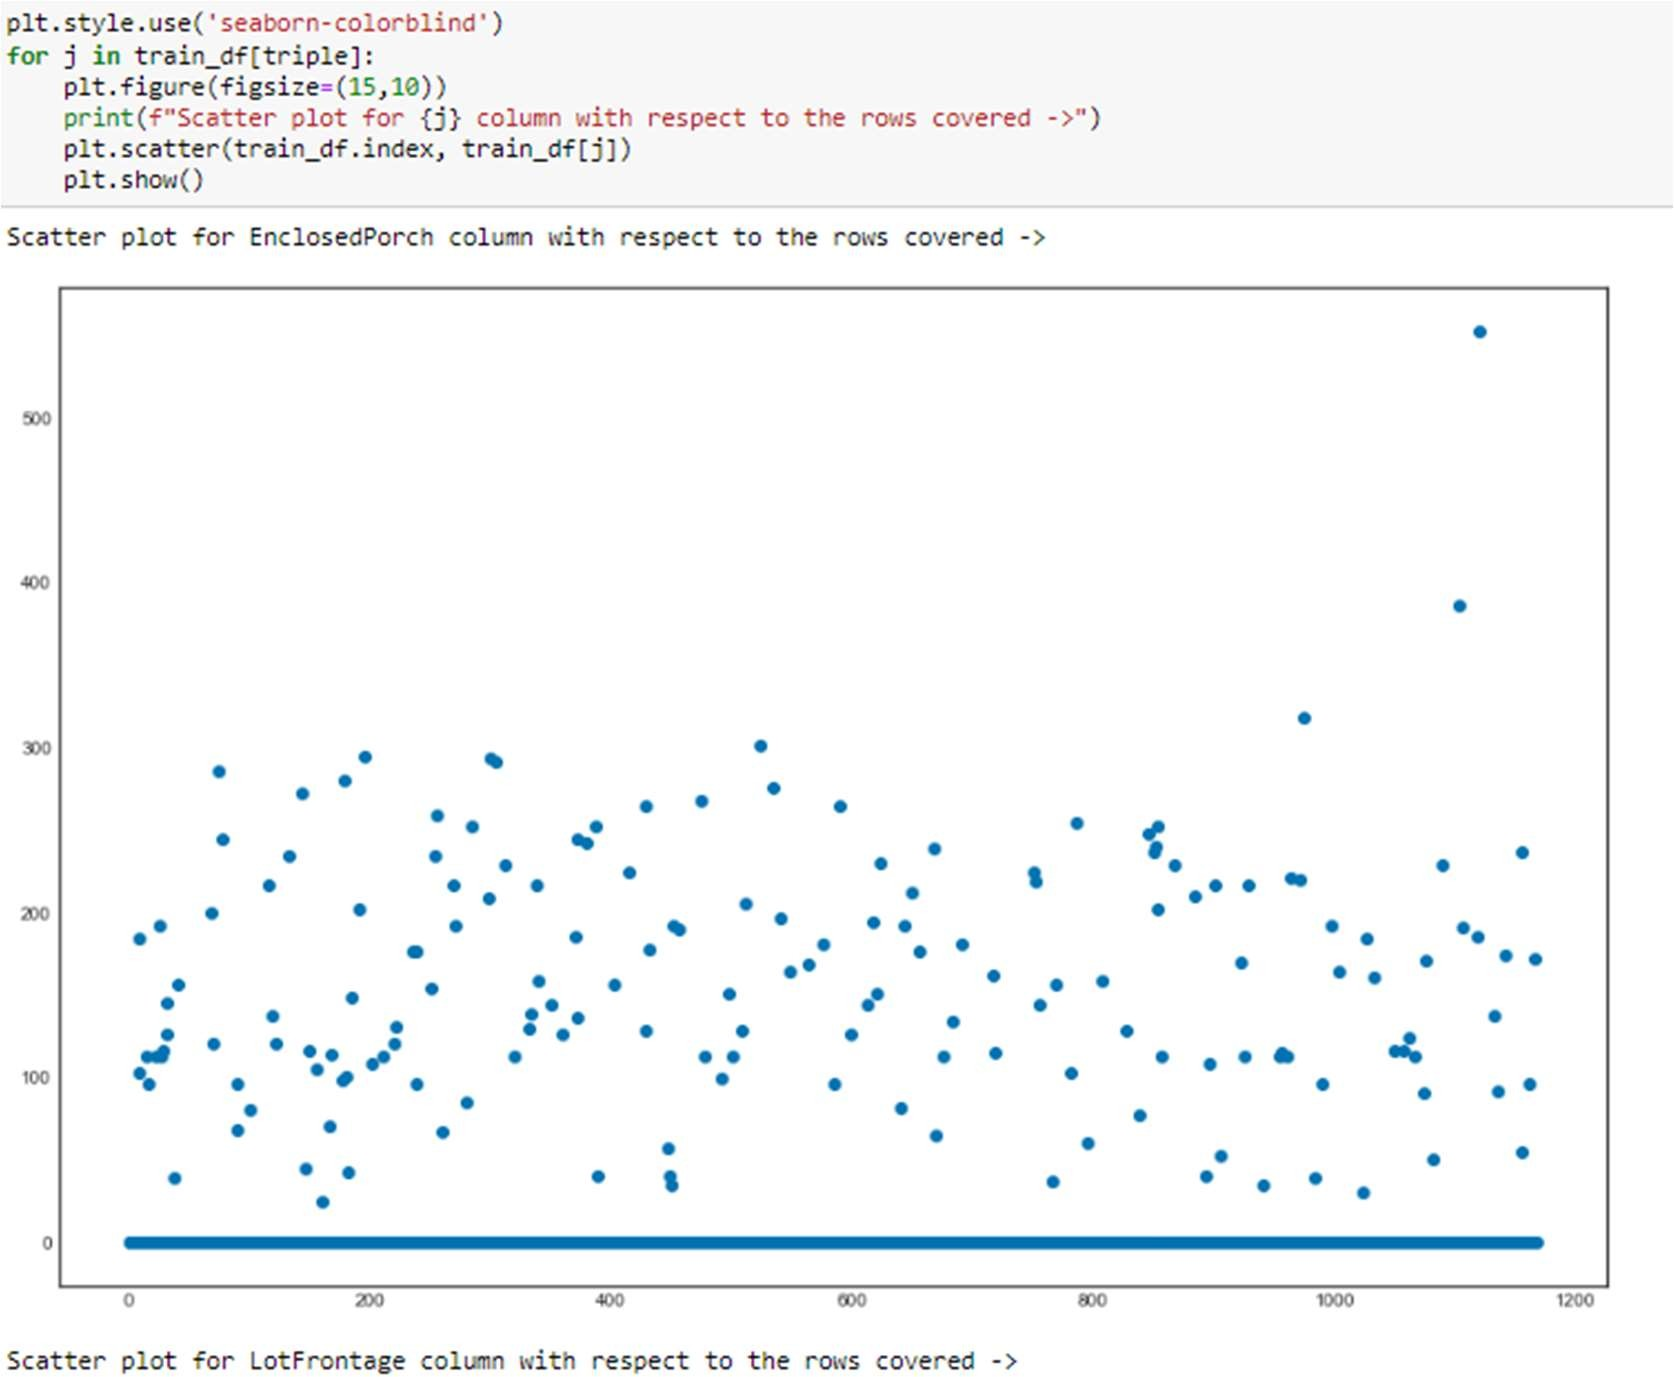 plt.style.use('seaborn-colorblind')
for j in train_df[triple]:
    plt.figure(figsize=(15,10))
    print(f"Scatter plot for {j} column with respect to the rows covered ->")
    plt.scatter(train_df.index, train_df[j])
    plt.show()
Scatter plot for EnclosedPorch column with respect to the rows covered ->
500
400
300
200
100
0
0 200 400 600 800 1000 1200
Scatter plot for LotFrontage column with respect to the rows covered ->